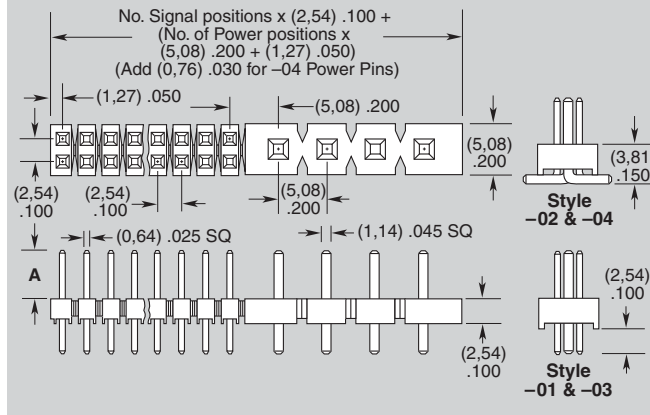 No. Signal positions x (2,54) .100 +
(No. of Power positions x
(5,08) .200 + (1,27) .050)
(Add (0,76) .030 for –04 Power Pins)
(1,27) .050
(5,08) .200
(5,08)
.200
(3,81)
.150
(2,54)
.100
(2,54)
.100
(5,08)
.200
Style
–02 & –04
A
(0,64) .025 SQ
(1,14) .045 SQ
(2,54)
.100
(2,54)
.100
Style
–01 & –03